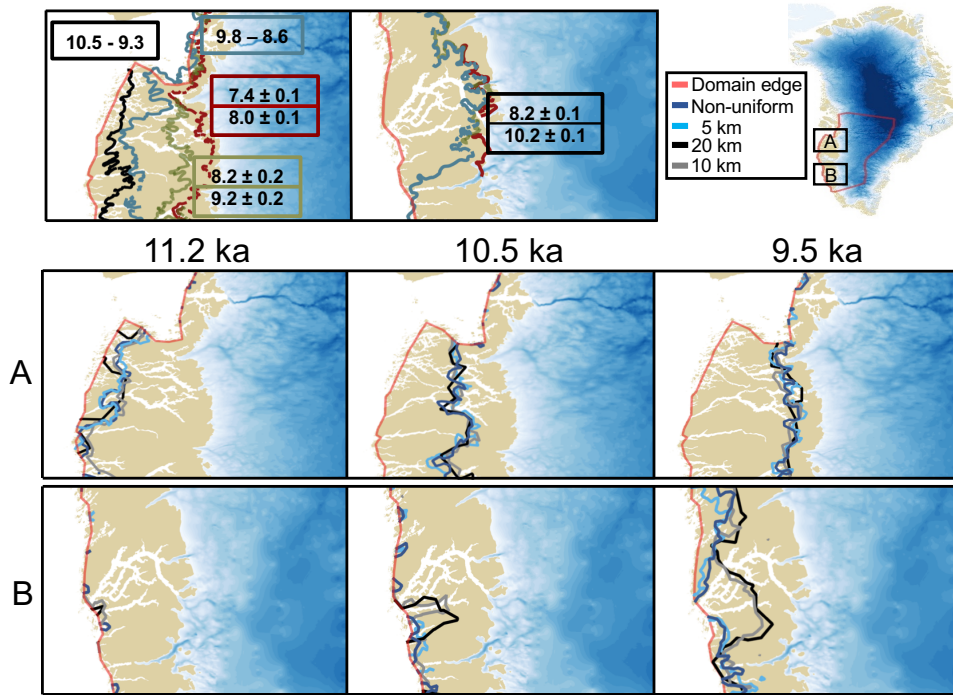 10.5 - 9.3
9.8 – 8.6
7.4 ± 0.1
8.0 ± 0.1
8.2 ± 0.2
9.2 ± 0.2
8.2 ± 0.1
10.2 ± 0.1
Domain edge
Non-uniform
5 km
20 km
10 km
A
B
11.2 ka
10.5 ka
9.5 ka
A
B